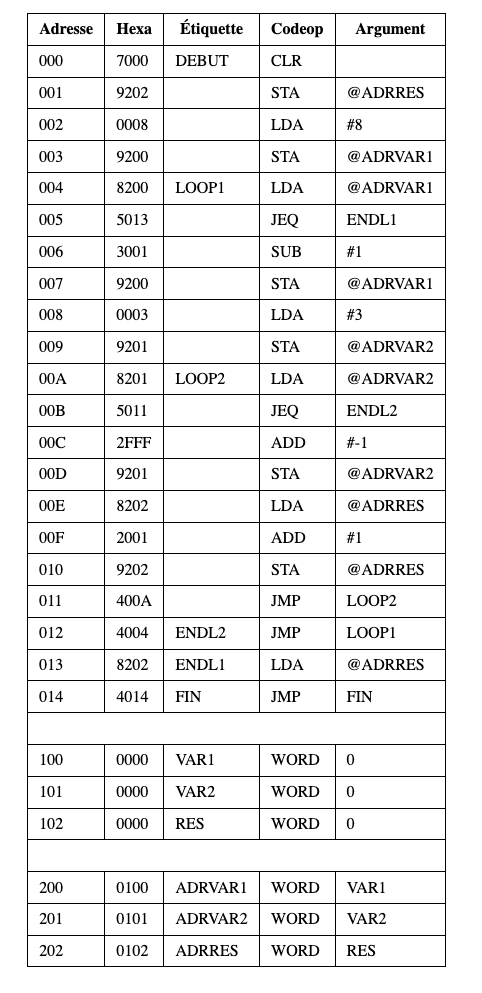 Adresse Hexa Étiquette Codeop Argument
000 7000 DEBUT CLR
001 9202 STA @ADRRES
002 0008 LDA #8
003 9200 STA @ADRVAR1
004 8200 LOOP1 LDA @ADRVAR1
005 5013 JEQ ENDL1
006 3001 SUB #1
007 9200 STA @ADRVAR1
008 0003 LDA #3
009 9201 STA @ADRVAR2
00A 8201 LOOP2 LDA @ADRVAR2
00B 5011 JEQ ENDL2
00C 2FFF ADD #-1
00D 9201 STA @ADRVAR2
00E 8202 LDA @ADRRES
00F 2001 ADD #1
010 9202 STA @ADRRES
011 400A JMP LOOP2
012 4004 ENDL2 JMP LOOP1
013 8202 ENDL1 LDA @ADRRES
014 4014 FIN JMP FIN
100 0000 VAR1 WORD 0
101 0000 VAR2 WORD 0
102 0000 RES WORD 0
200 0100 ADRVAR1 WORD VAR1
201 0101 ADRVAR2 WORD VAR2
202 0102 ADRRES WORD RES